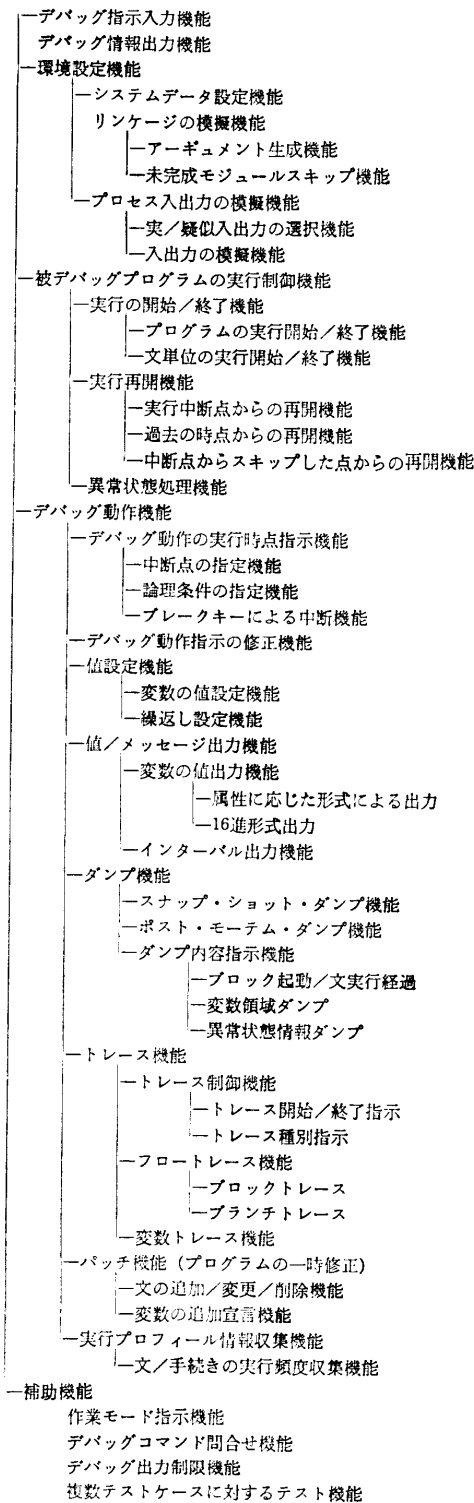 デバッグ指示入力機能
デバッグ情報出力機能
環境設定機能
システムデータ設定機能
リンケージの模擬機能
アーギュメント生成機能
未完成モジュールスキップ機能
プロセス入出力の模擬機能
実/疑似入出力の選択機能
入出力の模擬機能
被デバッグプログラムの実行制御機能
実行の開始/終了機能
プログラムの実行開始/終了機能
文単位の実行開始/終了機能
実行再開機能
実行中断点からの再開機能
過去の時点からの再開機能
中断点からスキップした点からの再開機能
異常状態処理機能
デバッグ動作機能
デバッグ動作の実行時点指示機能
中断点の指定機能
論理条件の指定機能
ブレークキーによる中断機能
デバッグ動作指示の修正機能
値設定機能
変数の値設定機能
繰返し設定機能
値/メッセージ出力機能
変数の値出力機能
属性に応じた形式による出力
16進形式出力
インターバル出力機能
ダンプ機能
スナップ・ショット・ダンプ機能
ポスト・モーテム・ダンプ機能
ダンプ内容指示機能
ブロック起動/文実行経過
変数領域ダンプ
異常状態情報ダンプ
トレース機能
トレース制御機能
トレース開始/終了指示
トレース種別指示
フロートレース機能
ブロックトレース
ブランチトレース
変数トレース機能
パッチ機能(プログラムの一時修正)
文の追加/変更/削除機能
変数の追加宣言機能
実行プロフィール情報収集機能
文/手続きの実行頻度収集機能
補助機能
作業モード指示機能
デバッグコマンド問合せ機能
デバッグ出力制限機能
複数テストケースに対するテスト機能